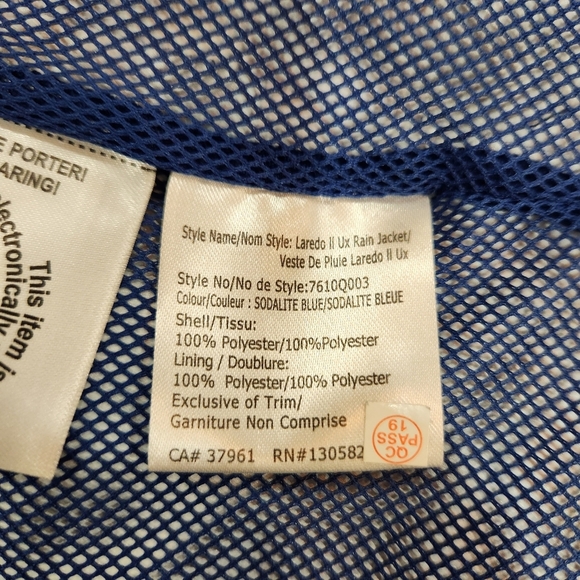 E PORTER!
ARING!
This item is
electronically
Style Name/Nom Style: Laredo II Ux Rain Jacket/
Veste De Pluie Laredo II Ux
Style No/No de Style:7610Q003
Colour/Couleur : SODALITE BLUE/SODALITE BLEUE
Shell/Tissu:
100% Polyester/100%Polyester
Lining / Doublure:
100% Polyester/100% Polyester
Exclusive of Trim/
Garniture Non Comprise
CA# 37961 RN#130582
QC
PASS
19